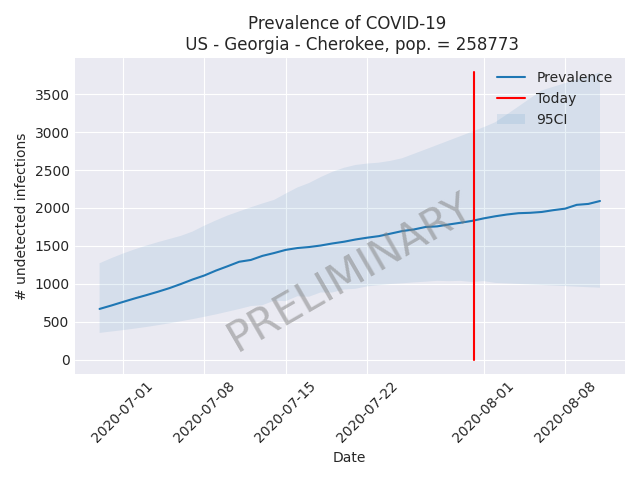 Prevalence of COVID-19
US - Georgia - Cherokee, pop. = 258773
Prevalence
Today
95CI
# undetected infections
3500
3000
2500
2000
1500
1000
500
0
PRELIMINARY
2020-07-01
2020-07-08
2020-07-15
2020-07-22
2020-08-01
2020-08-08
Date